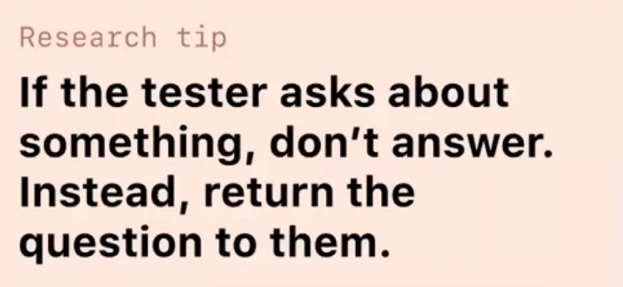 Research tip
If the tester asks about
something, don’t answer.
Instead, return the
question to them.